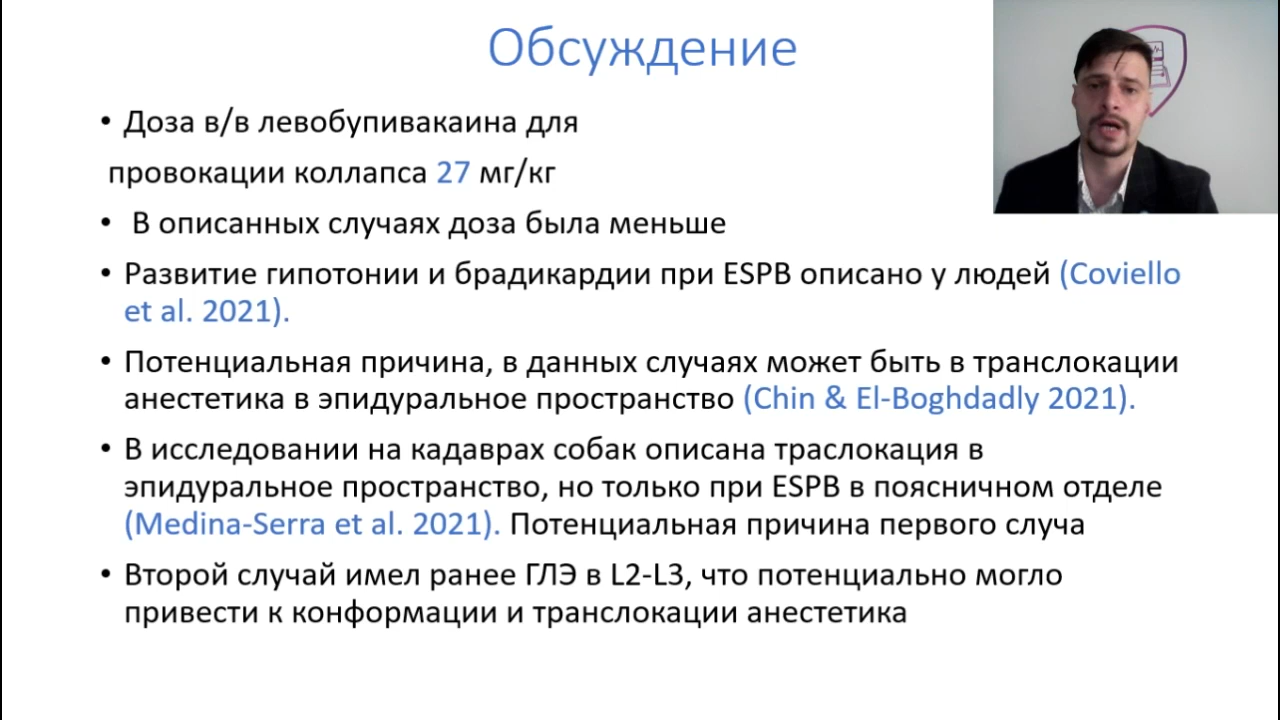 Обсуждение
• Доза в/в левобупивакаина для
провокации коллапса 27 мг/кг
• В описанных случаях доза была меньше
• Развитие гипотонии и брадикардии при ESPB описано у людей (Coviello
et al. 2021).
• Потенциальная причина, в данных случаях может быть в транслокации
анестетика в эпидуральное пространство (Chin & El-Boghdadly 2021).
• В исследовании на кадаврах собак описана траслокация в
эпидуральное пространство, но только при ESPB в поясничном отделе
(Medina-Serra et al. 2021). Потенциальная причина первого случа
• Второй случай имел ранее ГЛЭ в L2-L3, что потенциально могло
привести к конформации и транслокации анестетика